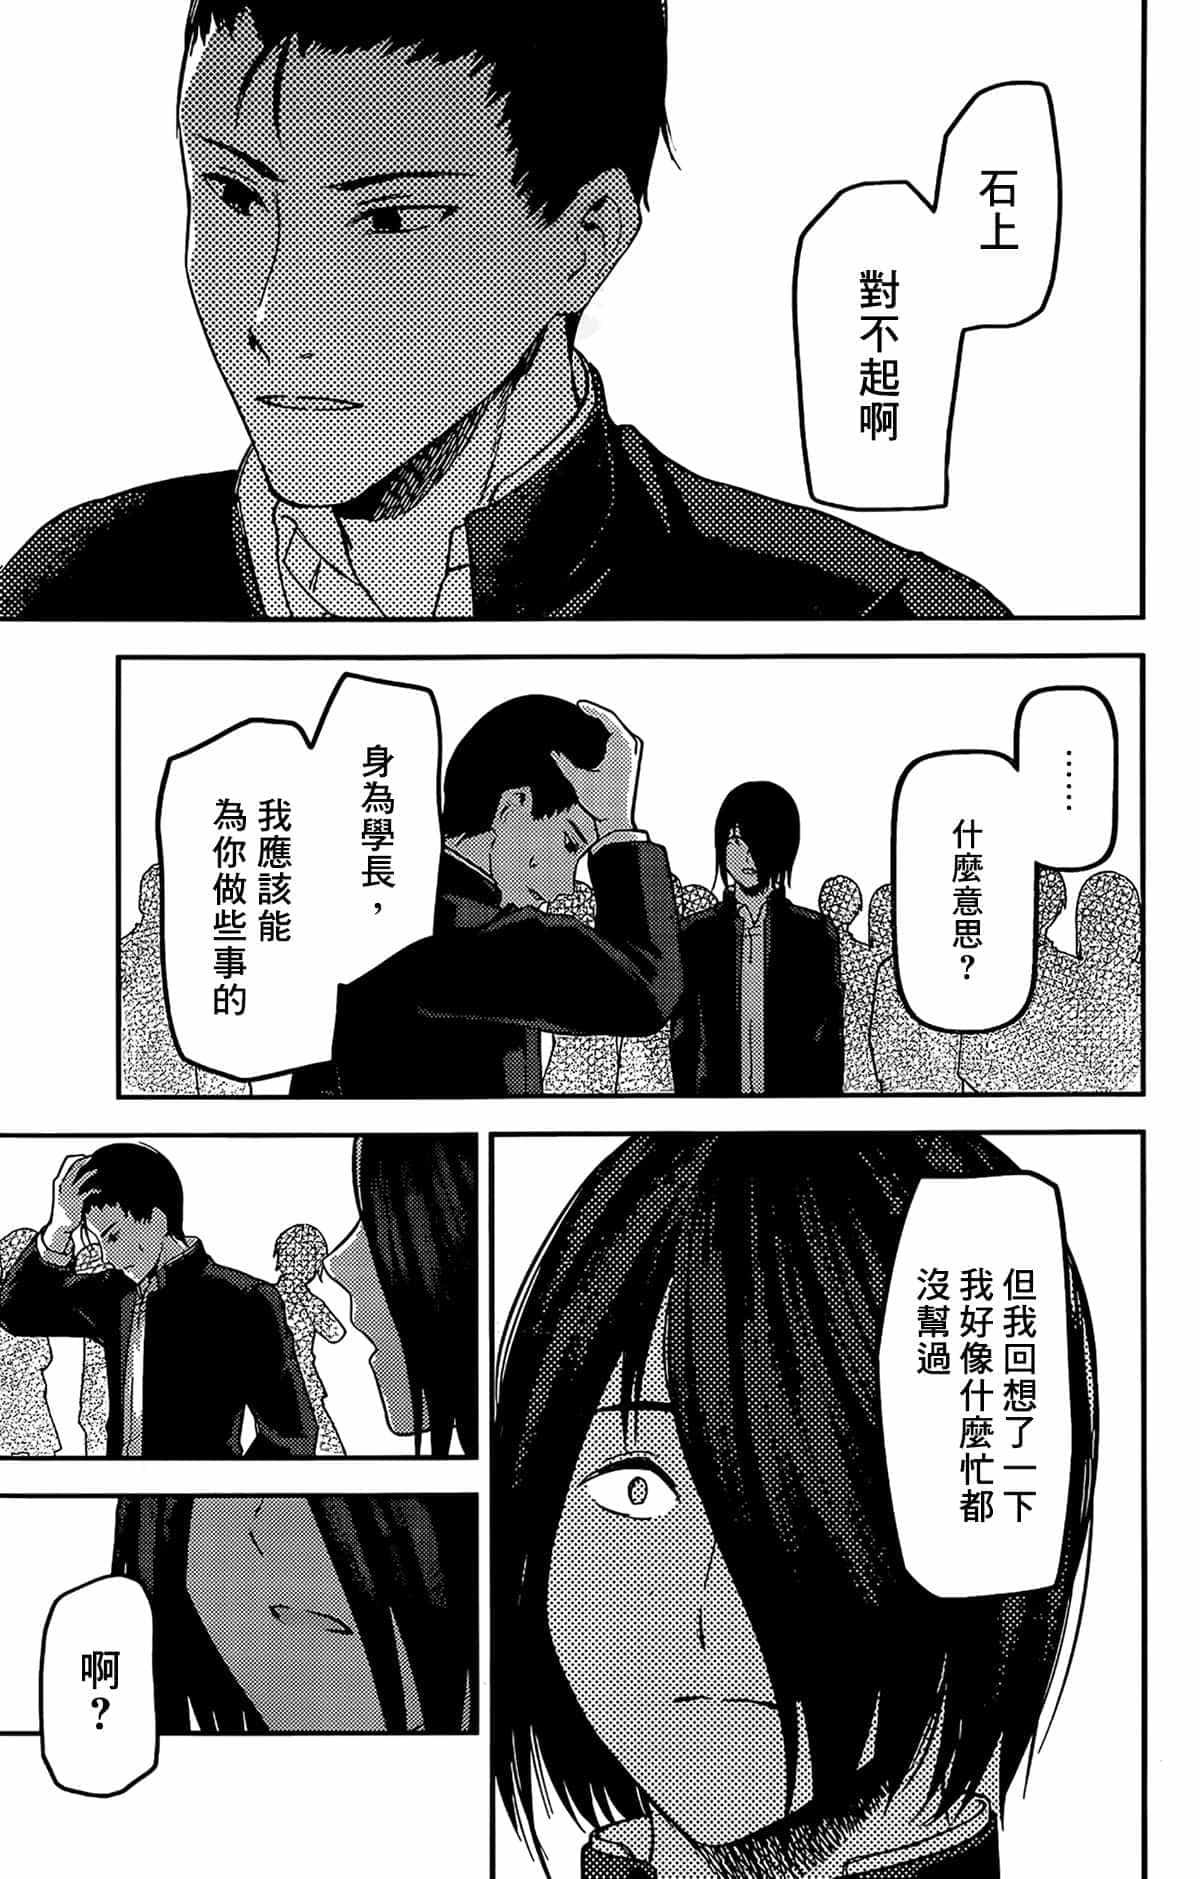 石上
對不起啊
……
什麼意思?
身為學長，
我應該能
為你做些事的
但我回想了一下
我好像什麼忙都
沒幫過
啊?